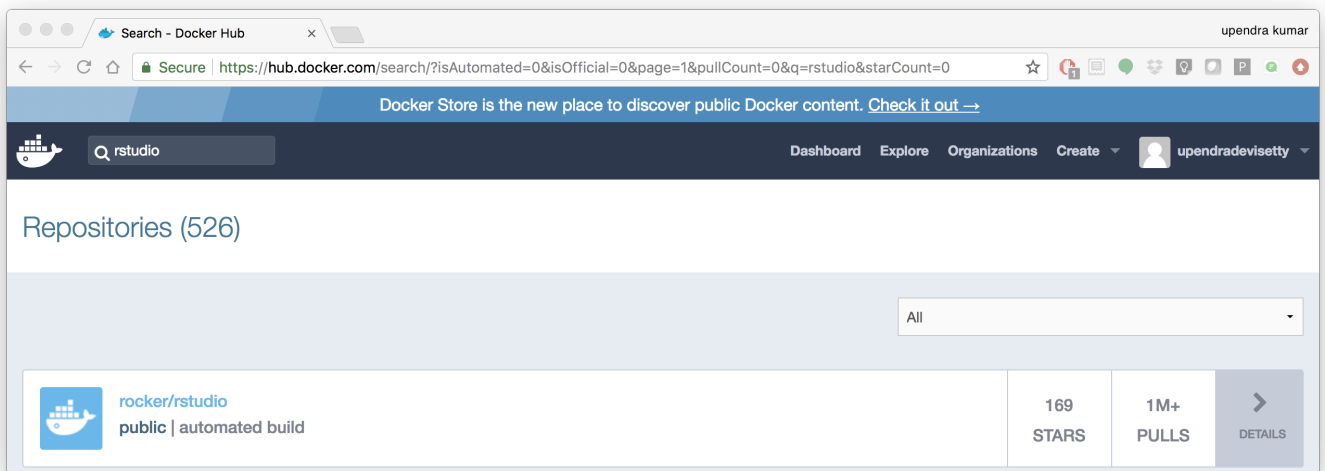 Search - Docker Hub
upendra kumar
Secure https://hub.docker.com/search/?isAutomated=0&isOfficial=0&page=1&pullCount=0&q=rstudio&starCount=0
1
P
Docker Store is the new place to discover public Docker content. Check it out →
rstudio
Dashboard Explore Organizations Create upendradevisetty
Repositories (526)
All
rocker/rstudio
public | automated build
169
STARS
1M+
PULLS
DETAILS